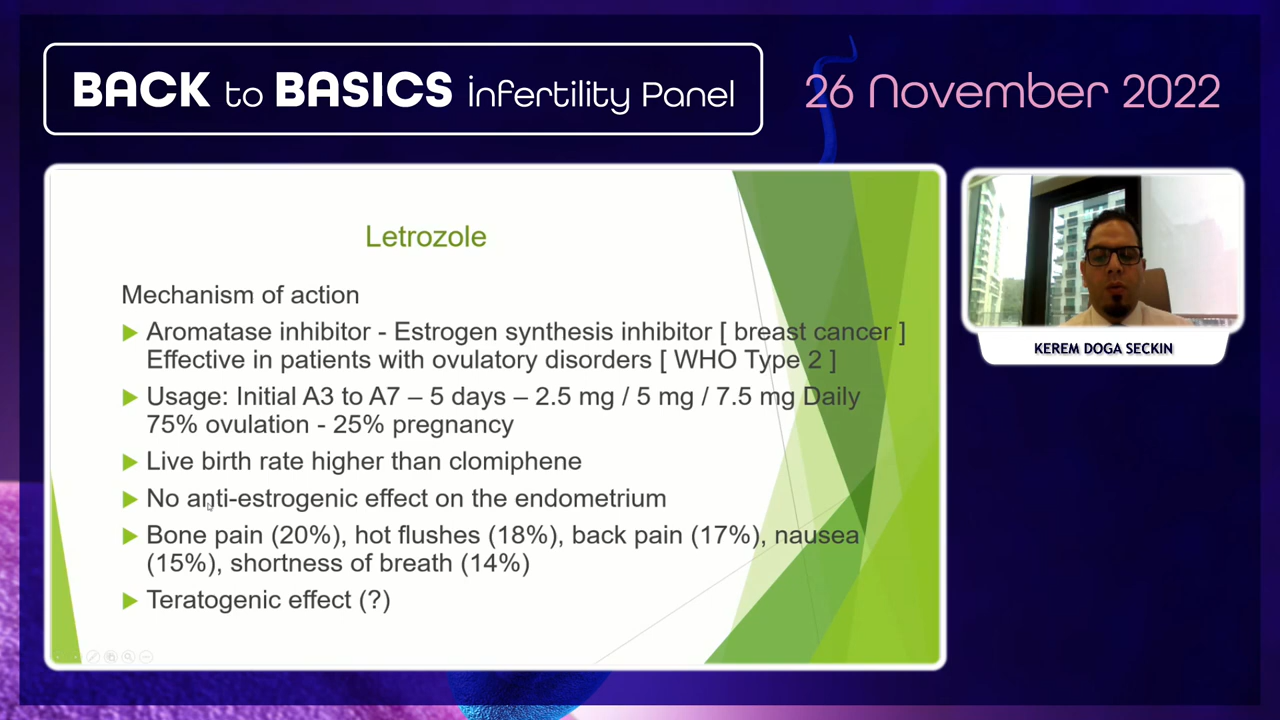 BACK to BASICS infertility Panel
26 November 2022
Letrozole
Mechanism of action
Aromatase inhibitor - Estrogen synthesis inhibitor [ breast cancer ]
Effective in patients with ovulatory disorders [ WHO Type 2 ]
Usage: Initial A3 to A7 – 5 days – 2.5 mg / 5 mg / 7.5 mg Daily
75% ovulation - 25% pregnancy
Live birth rate higher than clomiphene
No anti-estrogenic effect on the endometrium
Bone pain (20%), hot flushes (18%), back pain (17%), nausea
(15%), shortness of breath (14%)
Teratogenic effect (?)
KEREM DOGA SECKIN